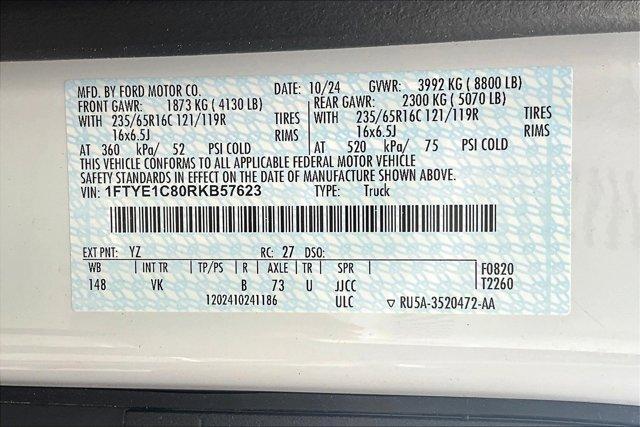 MFD. BY FORD MOTOR CO. DATE: 10/24 GVWR: 3992 KG ( 8800 LB)
FRONT GAWR: 1873 KG ( 4130 LB) REAR GAWR: 2300 KG ( 5070 LB)
WITH 235/65R16C 121/119R TIRES WITH 235/65R16C 121/119R TIRES
16x6.5J RIMS 16x6.5J RIMS
AT 360 kPa/ 52 PSI COLD AT 520 kPa/ 75 PSI COLD
THIS VEHICLE CONFORMS TO ALL APPLICABLE FEDERAL MOTOR VEHICLE
SAFETY STANDARDS IN EFFECT ON THE DATE OF MANUFACTURE SHOWN ABOVE.
VIN: 1FTYE1C80RKB57623 TYPE: Truck
EXT PNT: YZ RC: 27 DSO:
WB INT TR TP/PS R AXLE TR SPR F0820
148 VK B 73 U JJCC T2260
1202410241186 ULC ▽ RU5A-3520472-AA